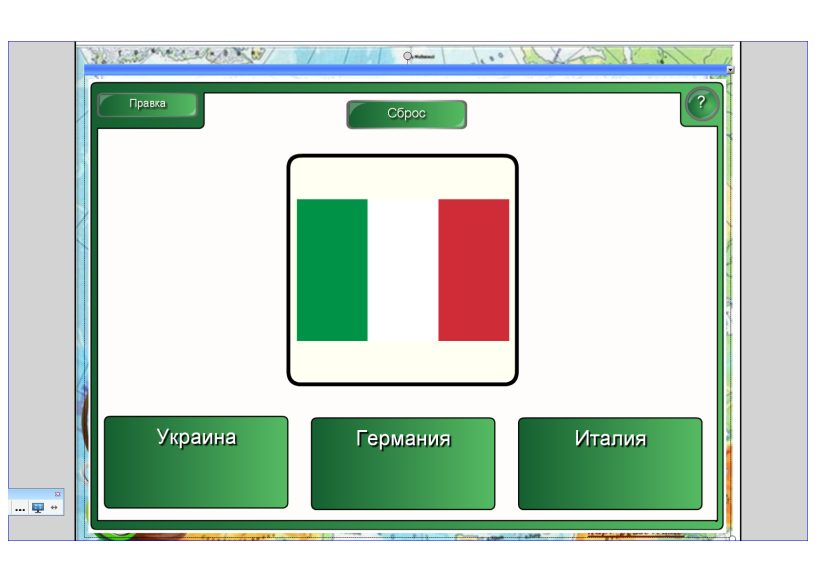 Правка
Сброс
?
Украина
Германия
Италия
...